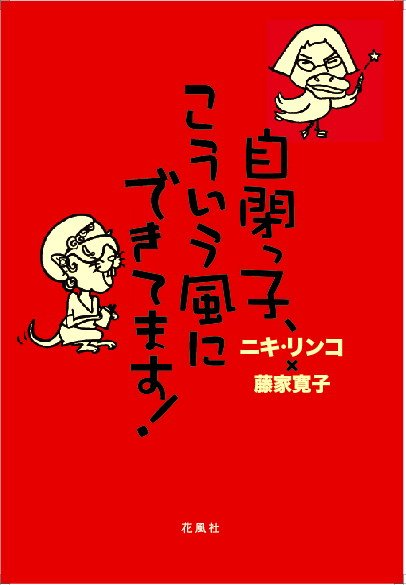 自閉っ子、
こういう風に
できてます!
ニキ・リンコ
×
藤家寛子
花風社